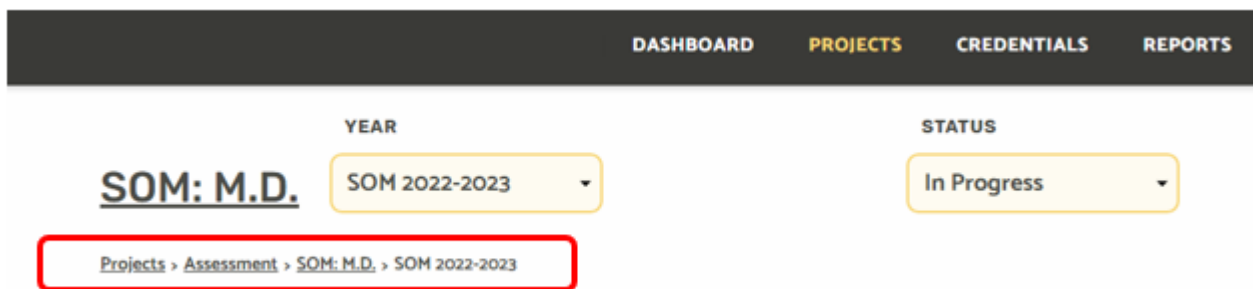 DASHBOARD PROJECTS CREDENTIALS REPORTS
YEAR STATUS
SOM: M.D. SOM 2022-2023 In Progress
Projects > Assessment > SOM: M.D. > SOM 2022-2023